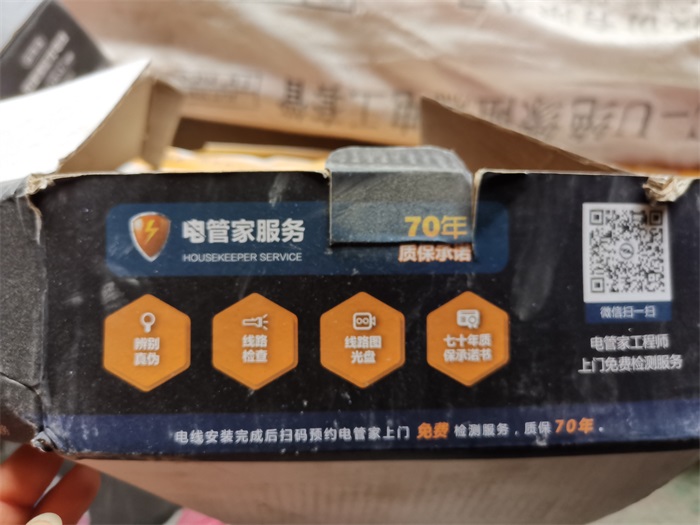 电管家服务
HOUSEKEEPER SERVICE
70年
质保承诺
辨别
真伪
线路
检查
线路图
光盘
七十年质
保承诺书
微信扫一扫
电管家工程师
上门免费检测服务
电线安装完成后扫码预约电管家上门 免费 检测服务，质保70年。